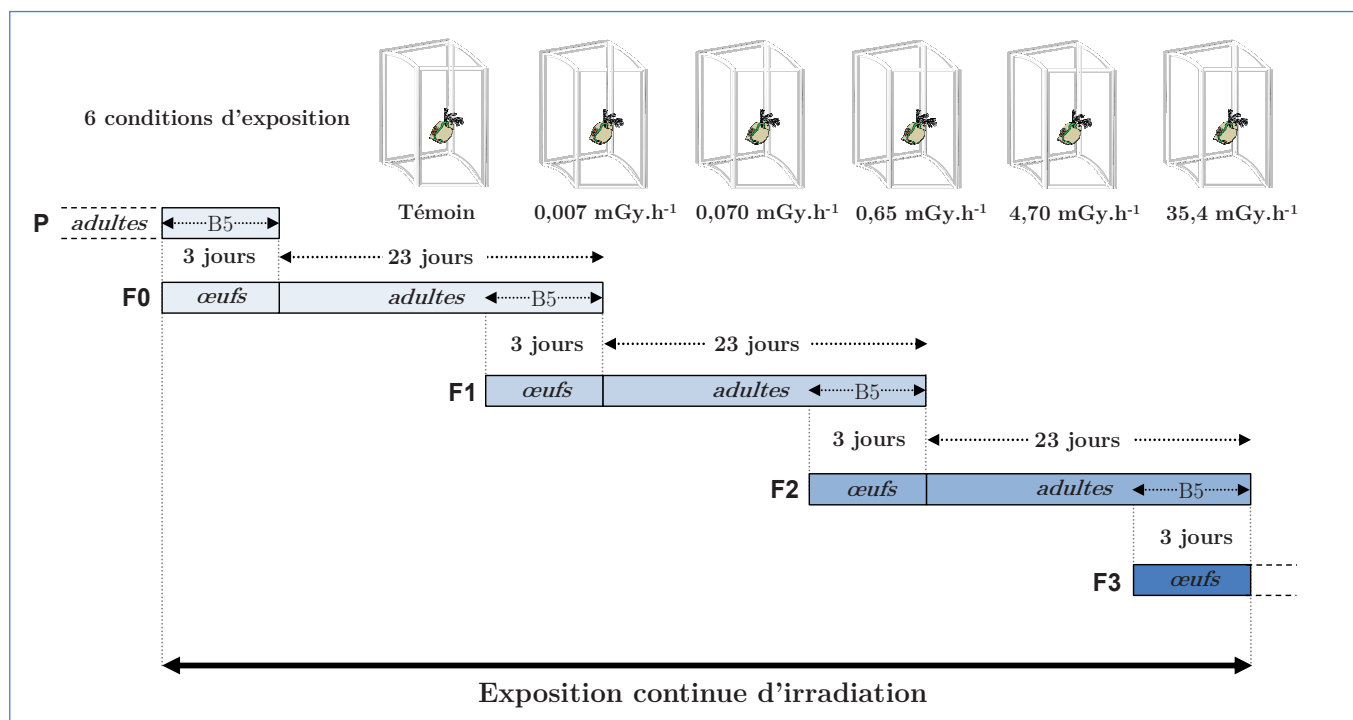 6 conditions d'exposition
Témoin 0,007 mGy.h⁻¹ 0,070 mGy.h⁻¹ 0,65 mGy.h⁻¹ 4,70 mGy.h⁻¹ 35,4 mGy.h⁻¹
P adultes B5
3 jours 23 jours
F0 œufs adultes B5
3 jours 23 jours
F1 œufs adultes B5
3 jours 23 jours
F2 œufs adultes B5
3 jours
F3 œufs
Exposition continue d'irradiation